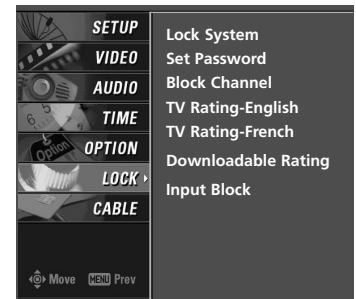 SETUP
VIDEO
AUDIO
TIME
OPTION
LOCK
CABLE
Move MENU Prev
Lock System
Set Password
Block Channel
TV Rating-English
TV Rating-French
Downloadable Rating
Input Block